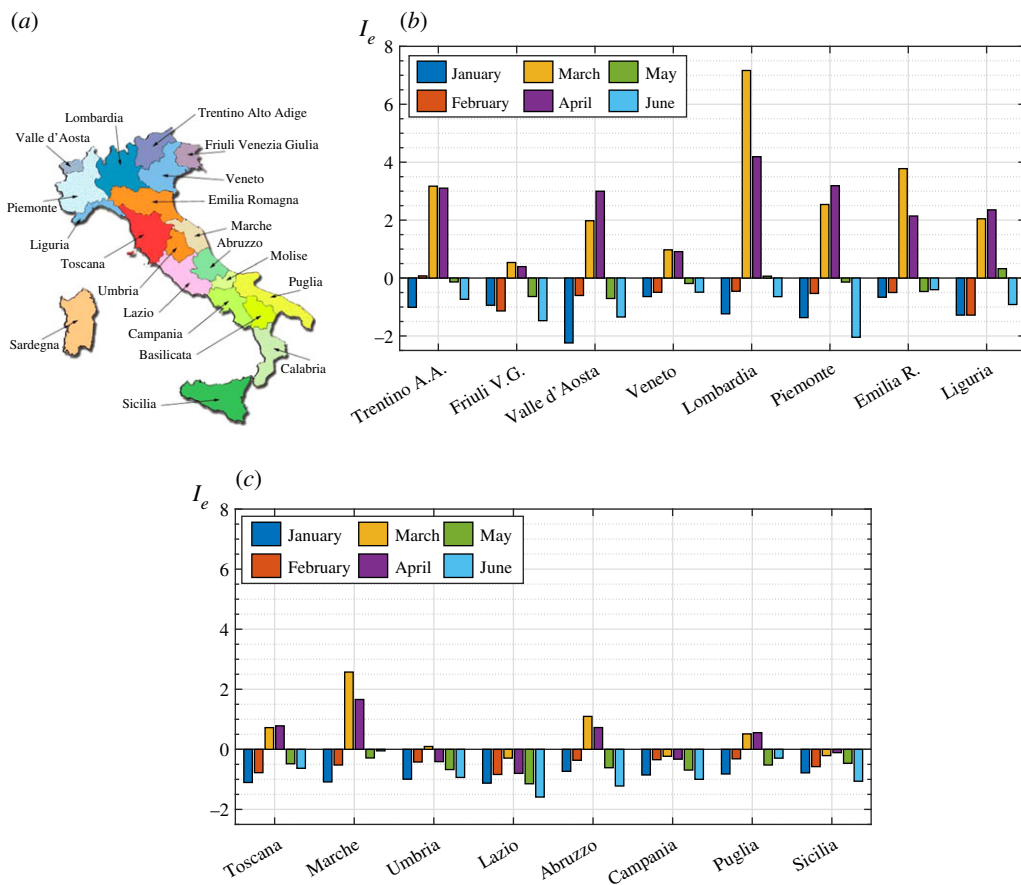 (a)
Lombardia
Trentino Alto Adige
Valle d'Aosta
Friuli Venezia Giulia
Veneto
Piemonte
Emilia Romagna
Liguria
Marche
Toscana
Abruzzo
Molise
Umbria
Puglia
Lazio
Campania
Sardegna
Basilicata
Calabria
Sicilia
(b)
I_e
8
6
4
2
0
−2
January
March
May
February
April
June
Trentino A.A.
Friuli V.G.
Valle d'Aosta
Veneto
Lombardia
Piemonte
Emilia R.
Liguria
(c)
I_e
8
6
4
2
0
−2
January
March
May
February
April
June
Toscana
Marche
Umbria
Lazio
Abruzzo
Campania
Puglia
Sicilia